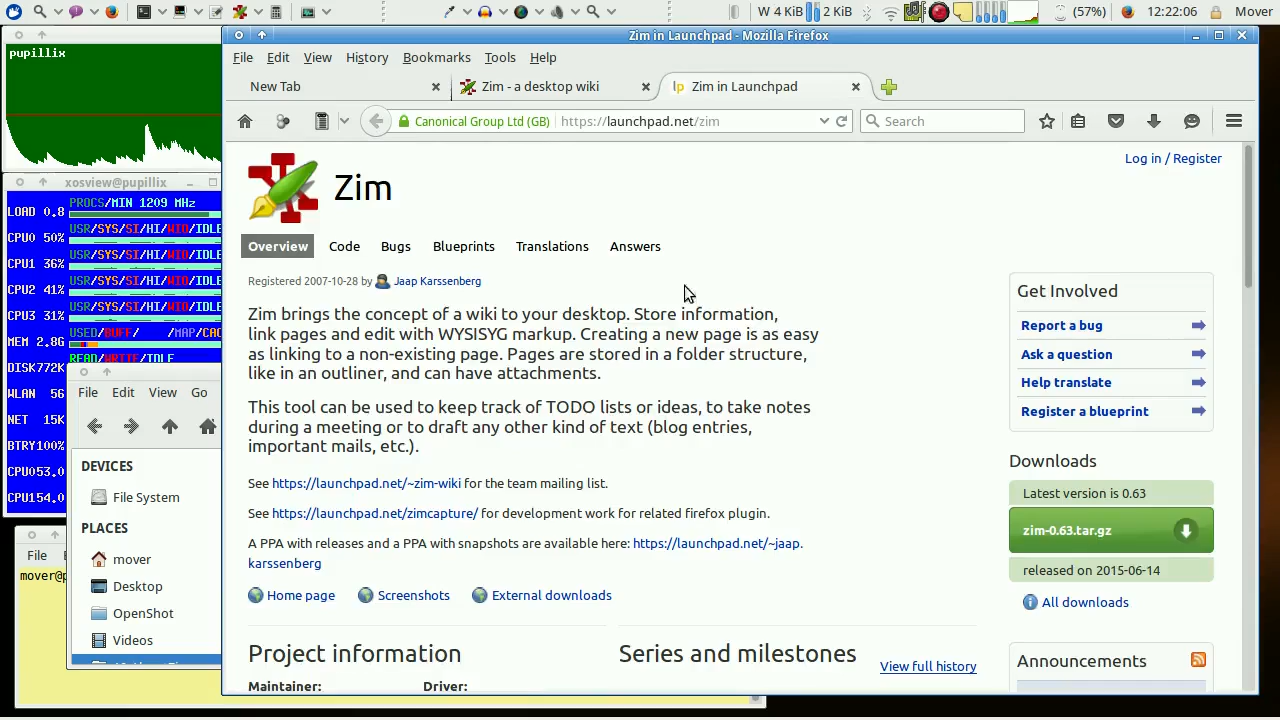 W 4 KiB 2 KiB (57%) 12:22:06 Mover
Zim in Launchpad - Mozilla Firefox
File Edit View History Bookmarks Tools Help
New Tab Zim - a desktop wiki lp Zim in Launchpad
Canonical Group Ltd (GB) https://launchpad.net/zim Search
Log in / Register
Zim
Overview Code Bugs Blueprints Translations Answers
Registered 2007-10-28 by Jaap Karssenberg
Zim brings the concept of a wiki to your desktop. Store information,
link pages and edit with WYSISYG markup. Creating a new page is as easy
as linking to a non-existing page. Pages are stored in a folder structure,
like in an outliner, and can have attachments.
This tool can be used to keep track of TODO lists or ideas, to take notes
during a meeting or to draft any other kind of text (blog entries,
important mails, etc.).
See https://launchpad.net/~zim-wiki for the team mailing list.
See https://launchpad.net/zimcapture/ for development work for related firefox plugin.
A PPA with releases and a PPA with snapshots are available here: https://launchpad.net/~jaap.
karssenberg
Home page Screenshots External downloads
Project information
Maintainer: Driver:
Series and milestones
View full history
Get Involved
Report a bug
Ask a question
Help translate
Register a blueprint
Downloads
Latest version is 0.63
zim-0.63.tar.gz
released on 2015-06-14
All downloads
Announcements
pupillix
xosview@pupillix
LOAD 0.8 PROCS/MIN 1209 MHz
CPU0 50% USR/SYS/SI/HI/WIO/IDLE
CPU1 36% USR/SYS/SI/HI/WIO/IDLE
CPU2 41% USR/SYS/SI/HI/WIO/IDLE
CPU3 31% USR/SYS/SI/HI/WIO/IDLE
MEM 2.8G USED/BUFF/ /MAP/CAC
DISK772K READ/WRITE/IDLE
WLAN 56
NET 15K
BTRY100%
CPU053.0
CPU154.0
File Edit View Go
DEVICES
File System
PLACES
mover
Desktop
OpenShot
Videos
File
mover@p